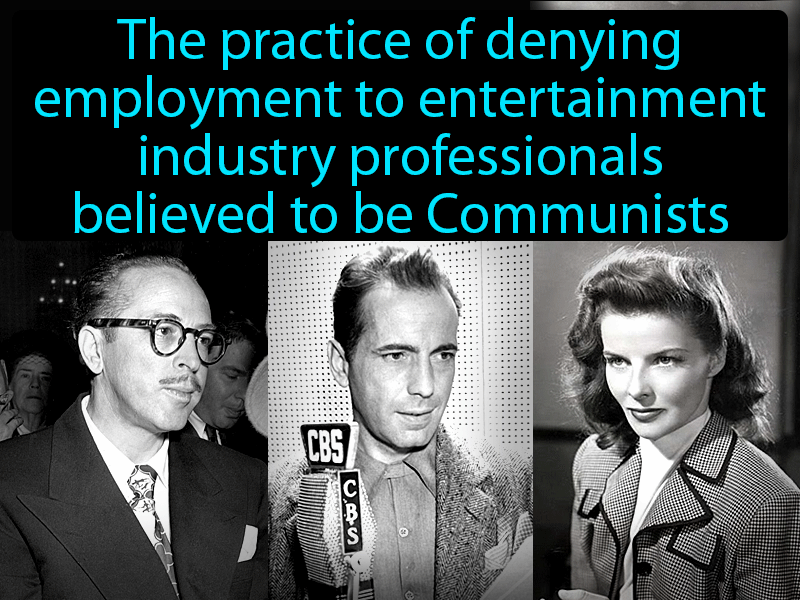 The practice of denying
employment to entertainment
industry professionals
believed to be Communists
CBS
CBS